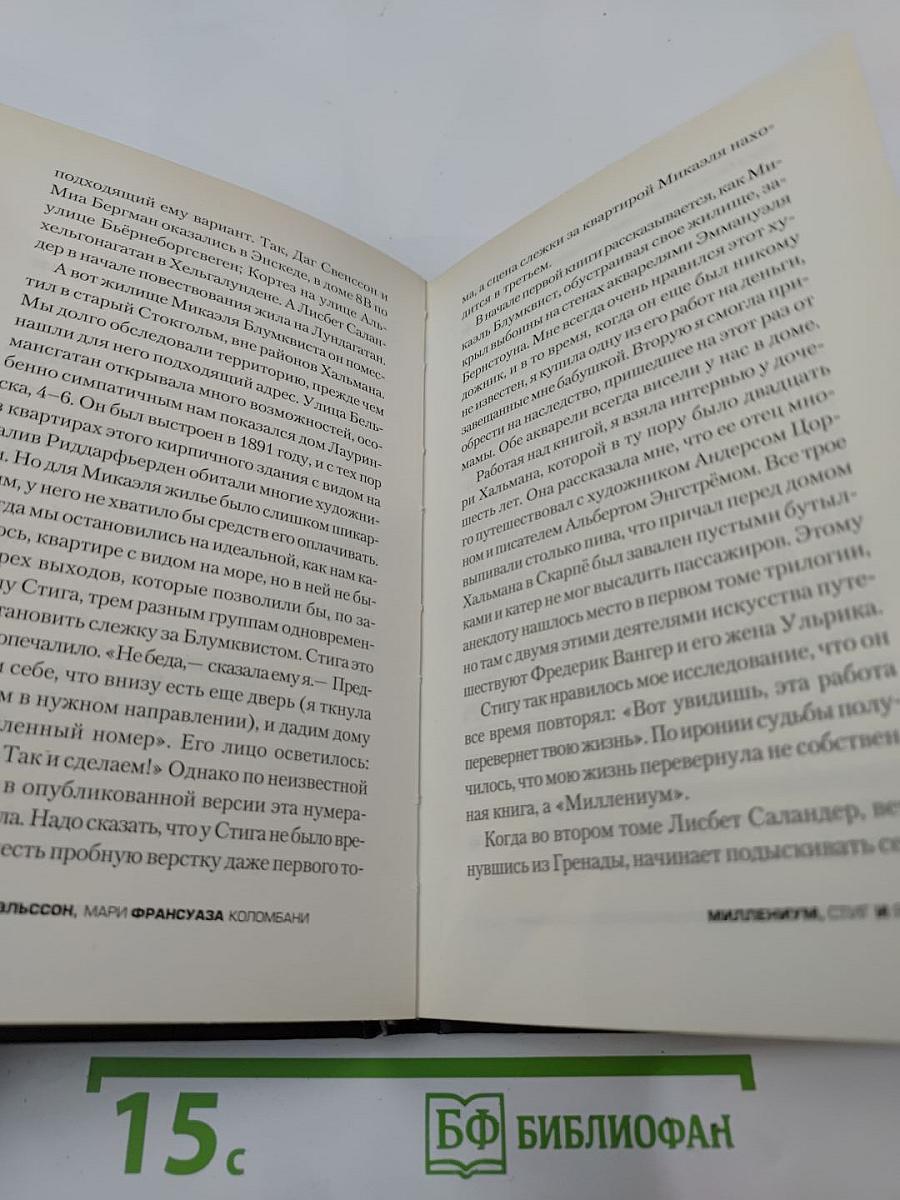 подходящий ему вариант. Так, Даг Свенссон и
Миа Бергман оказались в Энскеде, в доме 8В по
улице Бьёрнеборгсвеген; Кортез на улице Аль-
хельгонагатан в Хельгалундене. А Лисбет Салан-
дер в начале повествования жила на Лундагатан.
А вот жилище Микаэля Блумквиста он помес-
тил в старый Стокгольм, вне районов Хальмана.
Мы долго обследовали территорию, прежде чем
нашли для него подходящий адрес. Улица Бель-
мансгатан открывала много возможностей, осо-
бенно симпатичным нам показался дом Лаурин-
ска, 4–6. Он был выстроен в 1891 году, и с тех пор
в квартирах этого кирпичного здания с видом на
залив Риддарфьерден обитали многие художни-
и. Но для Микаэля жилье было слишком шикар-
ым, у него не хватило бы средств его оплачивать.
гда мы остановились на идеальной, как нам ка-
ось, квартире с видом на море, но в ней не бы-
рех выходов, которые позволили бы, по за-
лу Стига, трем разным группам одновремен-
тановить слежку за Блумквистом. Стига это
опечалило. «Не беда,— сказала ему я.— Пред-
и себе, что внизу есть еще дверь (я ткнула
м в нужном направлении), и дадим дому
ленный номер». Его лицо осветилось:
Так и сделаем!» Однако по неизвестной
в опубликованной версии эта нумера-
ла. Надо сказать, что у Стига не было вре-
есть пробную верстку даже первого то-
АЛЬССОН, МАРИ ФРАНСУАЗА КОЛОМБАНИ
ма, а сцена слежки за квартирой Микаэля нахо-
дится в третьем.
В начале первой книги рассказывается, как Ми-
каэль Блумквист, обустраивая свое жилище, за-
крыл выбоины на стенах акварелями Эммануэля
Бернстоуна. Мне всегда очень нравился этот ху-
дожник, и в то время, когда он еще был никому
не известен, я купила одну из его работ на деньги,
завещанные мне бабушкой. Вторую я смогла при-
обрести на наследство, пришедшее на этот раз от
мамы. Обе акварели всегда висели у нас в доме.
Работая над книгой, я взяла интервью у доче-
ри Хальмана, которой в ту пору было двадцать
шесть лет. Она рассказала мне, что ее отец мно-
го путешествовал с художником Андерсом Цор-
ном и писателем Альбертом Энгстрёмом. Все трое
выпивали столько пива, что причал перед домом
Хальмана в Скарпё был завален пустыми бутыл-
ками и катер не мог высадить пассажиров. Этому
анекдоту нашлось место в первом томе трилогии,
но там с двумя этими деятелями искусства путе-
шествуют Фредерик Вангер и его жена Ульрика.
Стигу так нравилось мое исследование, что он
все время повторял: «Вот увидишь, эта работа
перевернет твою жизнь». По иронии судьбы полу-
чилось, что мою жизнь перевернула не собствен-
ная книга, а «Миллениум».
Когда во втором томе Лисбет Саландер, вер
нувшись из Гренады, начинает подыскивать се
МИЛЛЕНИУМ, СТИГ И
15 с
БФ БИБЛИОФАН